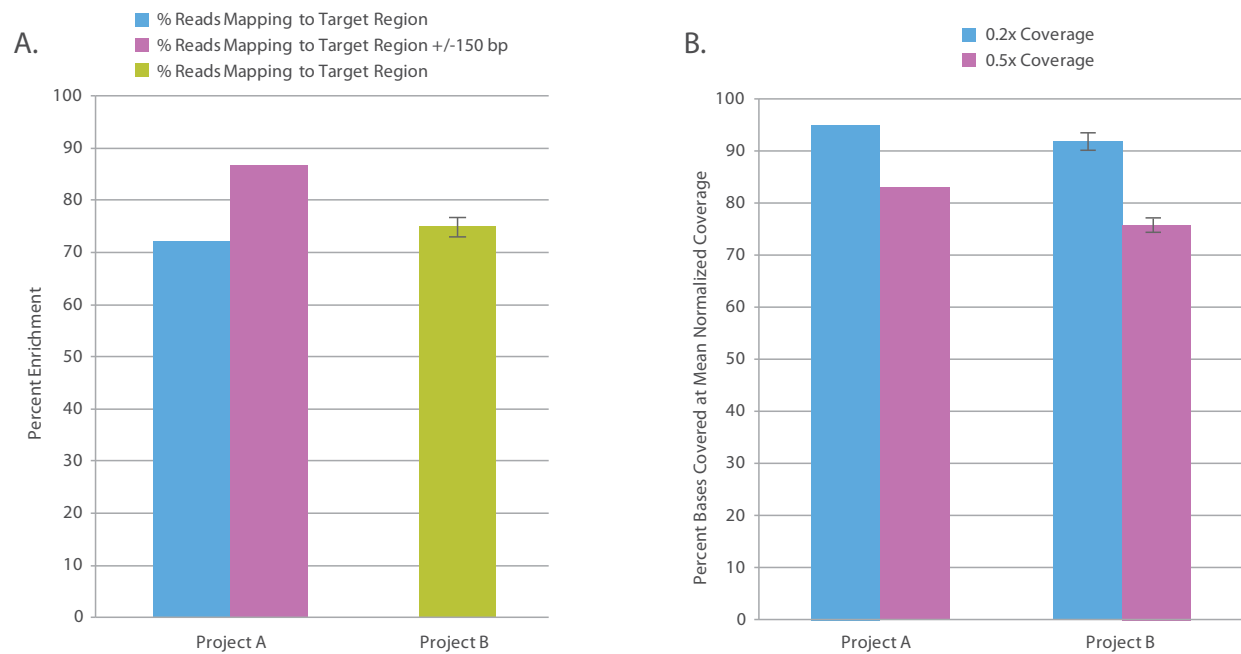 A.
% Reads Mapping to Target Region
% Reads Mapping to Target Region +/-150 bp
% Reads Mapping to Target Region
Percent Enrichment
100
90
80
70
60
50
40
30
20
10
0
Project A
Project B
B.
0.2x Coverage
0.5x Coverage
Percent Bases Covered at Mean Normalized Coverage
100
90
80
70
60
50
40
30
20
10
0
Project A
Project B